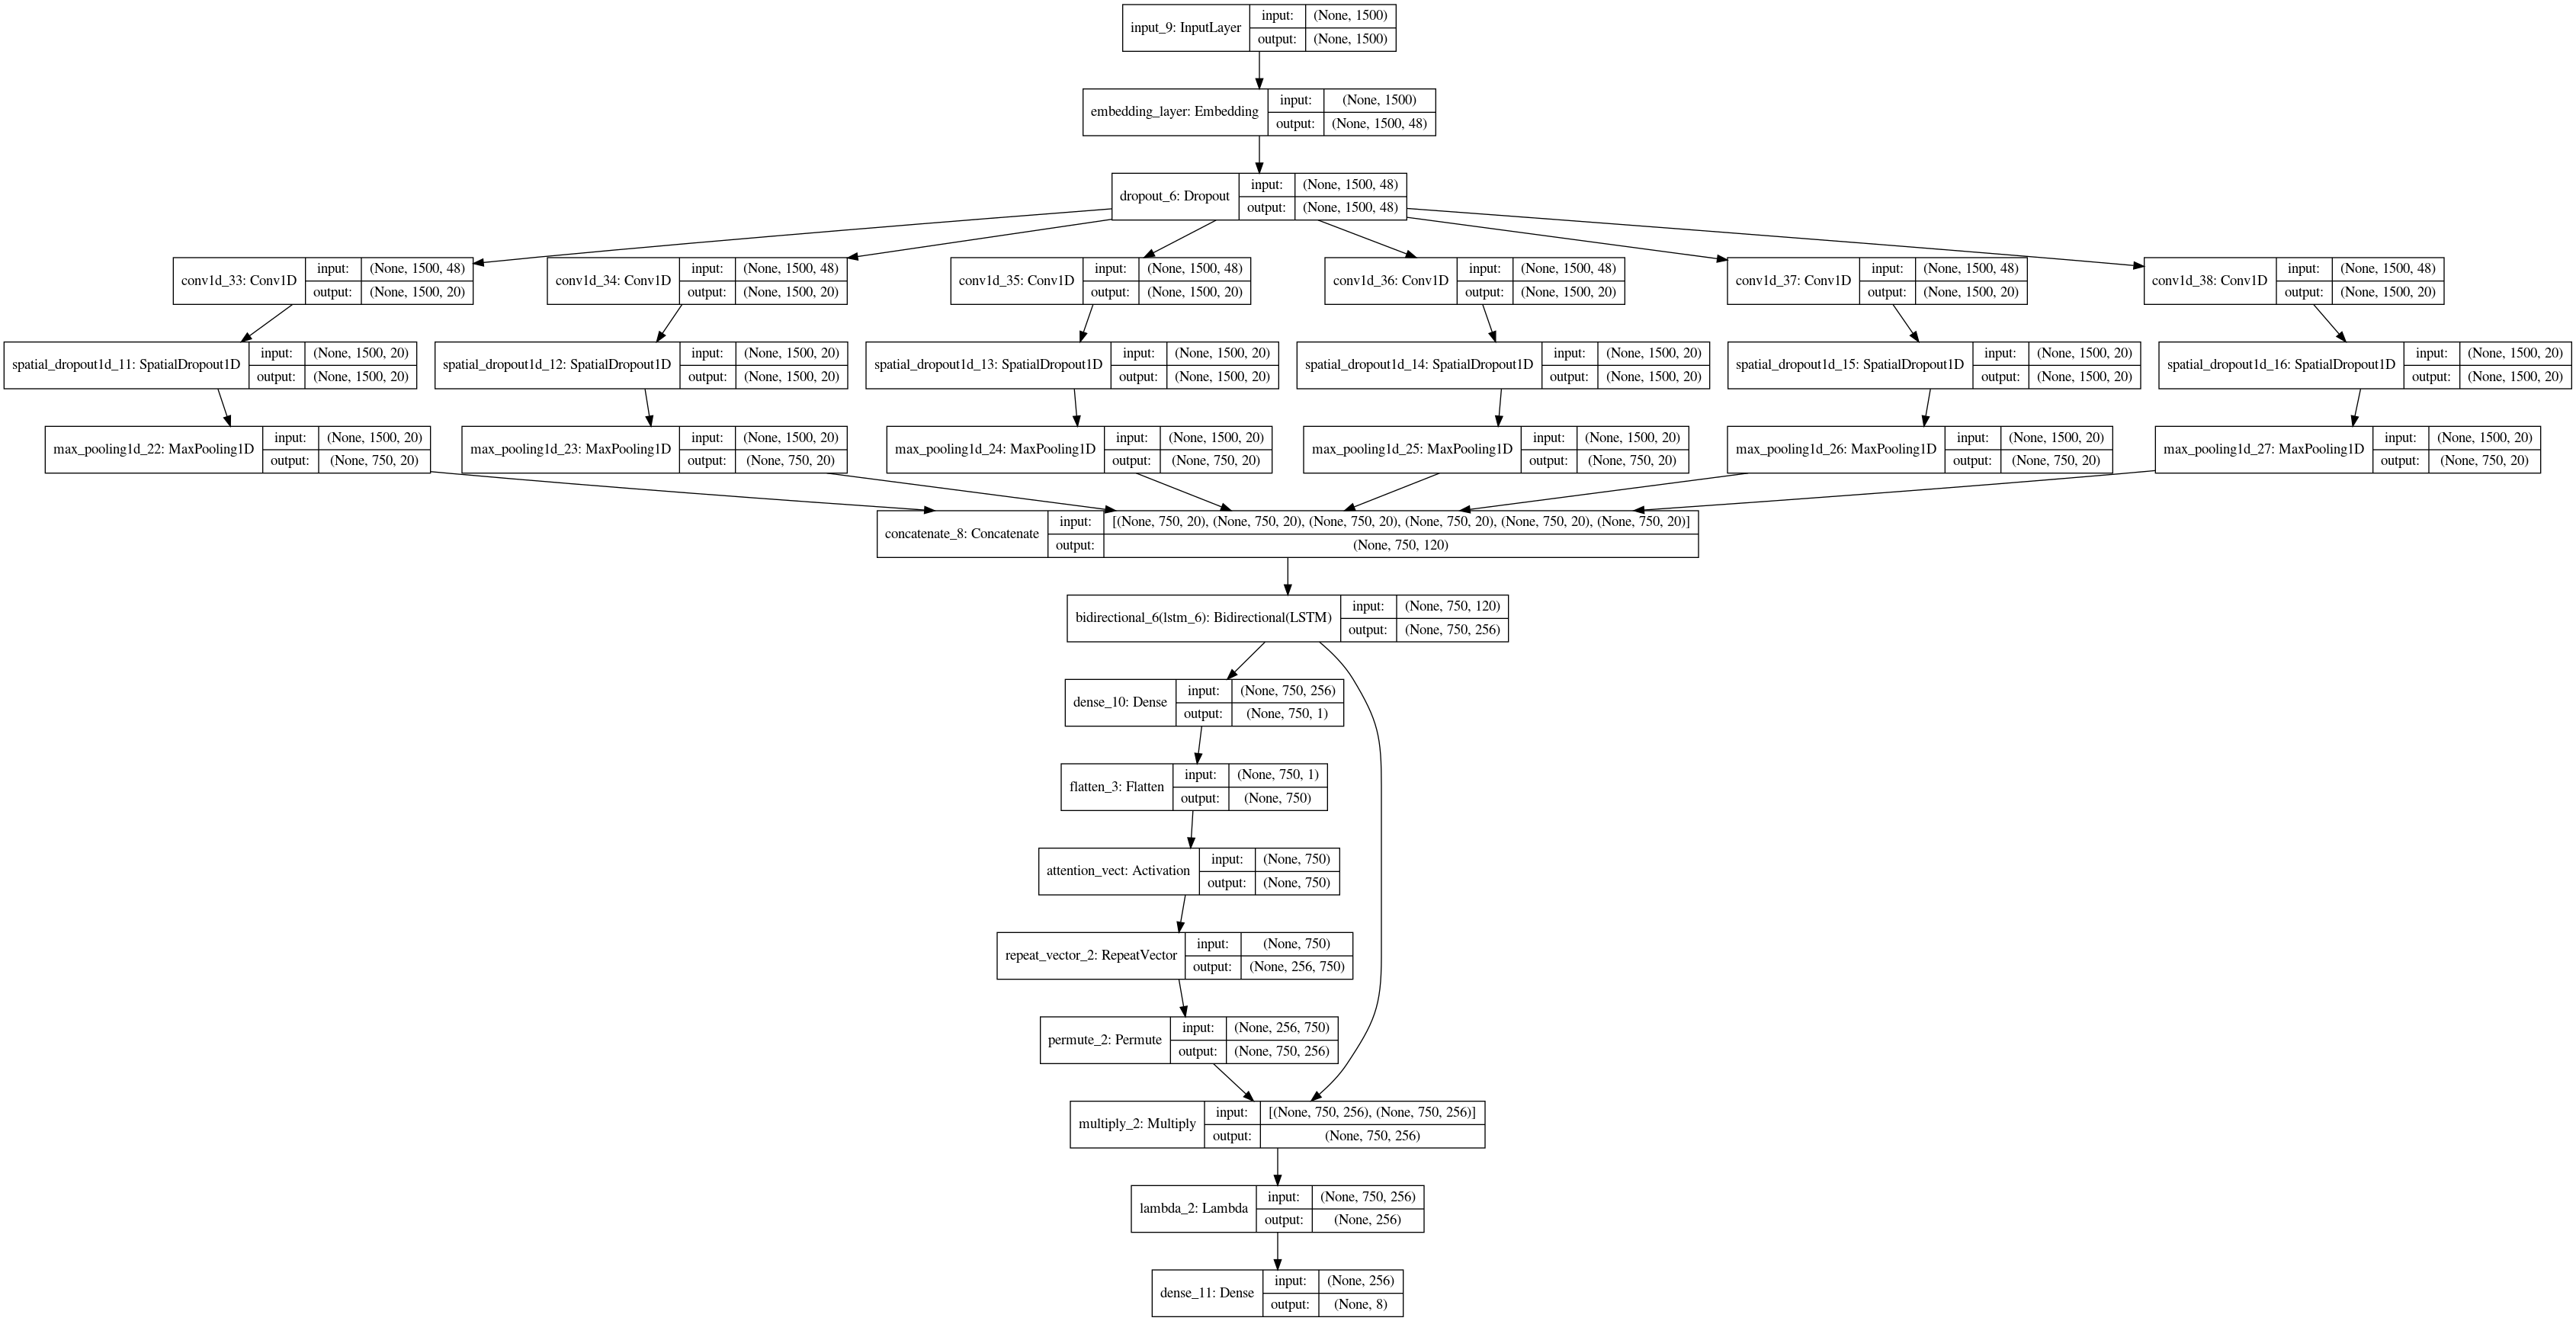 input_9: InputLayer
input: (None, 1500)
output: (None, 1500)
embedding_layer: Embedding
input: (None, 1500)
output: (None, 1500, 48)
dropout_6: Dropout
input: (None, 1500, 48)
output: (None, 1500, 48)
conv1d_33: Conv1D
input: (None, 1500, 48)
output: (None, 1500, 20)
conv1d_34: Conv1D
input: (None, 1500, 48)
output: (None, 1500, 20)
conv1d_35: Conv1D
input: (None, 1500, 48)
output: (None, 1500, 20)
conv1d_36: Conv1D
input: (None, 1500, 48)
output: (None, 1500, 20)
conv1d_37: Conv1D
input: (None, 1500, 48)
output: (None, 1500, 20)
conv1d_38: Conv1D
input: (None, 1500, 48)
output: (None, 1500, 20)
spatial_dropout1d_11: SpatialDropout1D
input: (None, 1500, 20)
output: (None, 1500, 20)
spatial_dropout1d_12: SpatialDropout1D
input: (None, 1500, 20)
output: (None, 1500, 20)
spatial_dropout1d_13: SpatialDropout1D
input: (None, 1500, 20)
output: (None, 1500, 20)
spatial_dropout1d_14: SpatialDropout1D
input: (None, 1500, 20)
output: (None, 1500, 20)
spatial_dropout1d_15: SpatialDropout1D
input: (None, 1500, 20)
output: (None, 1500, 20)
spatial_dropout1d_16: SpatialDropout1D
input: (None, 1500, 20)
output: (None, 1500, 20)
max_pooling1d_22: MaxPooling1D
input: (None, 1500, 20)
output: (None, 750, 20)
max_pooling1d_23: MaxPooling1D
input: (None, 1500, 20)
output: (None, 750, 20)
max_pooling1d_24: MaxPooling1D
input: (None, 1500, 20)
output: (None, 750, 20)
max_pooling1d_25: MaxPooling1D
input: (None, 1500, 20)
output: (None, 750, 20)
max_pooling1d_26: MaxPooling1D
input: (None, 1500, 20)
output: (None, 750, 20)
max_pooling1d_27: MaxPooling1D
input: (None, 1500, 20)
output: (None, 750, 20)
concatenate_8: Concatenate
input: [(None, 750, 20), (None, 750, 20), (None, 750, 20), (None, 750, 20), (None, 750, 20), (None, 750, 20)]
output: (None, 750, 120)
bidirectional_6(lstm_6): Bidirectional(LSTM)
input: (None, 750, 120)
output: (None, 750, 256)
dense_10: Dense
input: (None, 750, 256)
output: (None, 750, 1)
flatten_3: Flatten
input: (None, 750, 1)
output: (None, 750)
attention_vect: Activation
input: (None, 750)
output: (None, 750)
repeat_vector_2: RepeatVector
input: (None, 750)
output: (None, 256, 750)
permute_2: Permute
input: (None, 256, 750)
output: (None, 750, 256)
multiply_2: Multiply
input: [(None, 750, 256), (None, 750, 256)]
output: (None, 750, 256)
lambda_2: Lambda
input: (None, 750, 256)
output: (None, 256)
dense_11: Dense
input: (None, 256)
output: (None, 8)